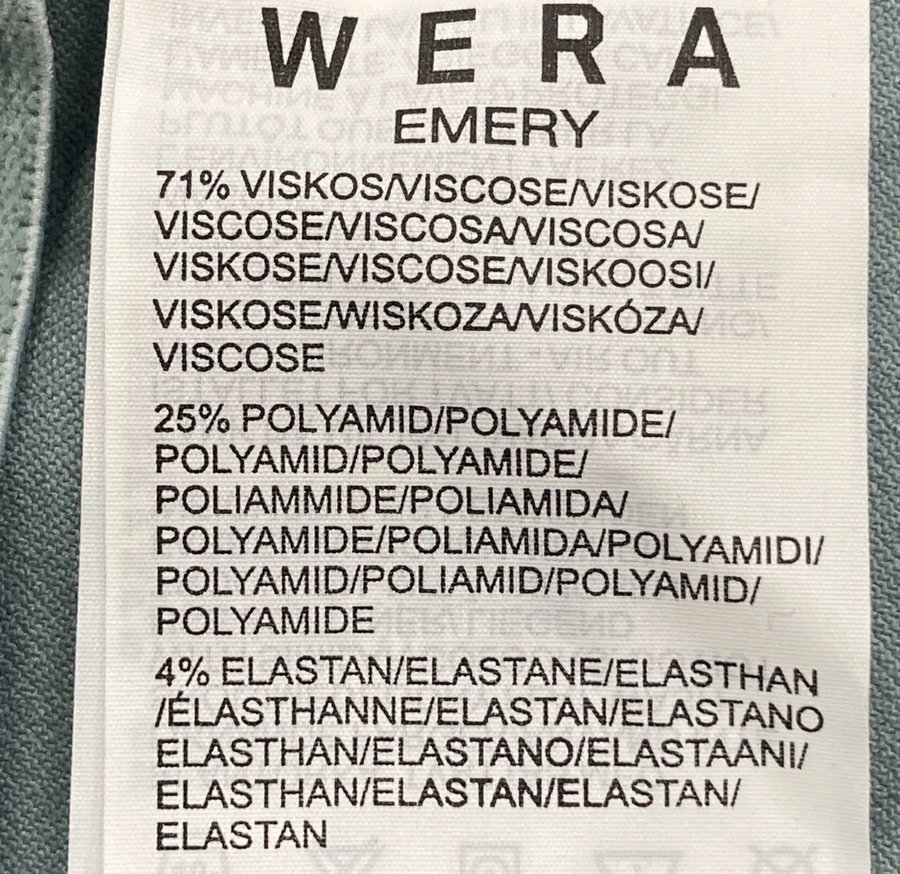 WERA
EMERY
71% VISKOS/VISCOSE/VISKOSE/
VISCOSE/VISCOSA/VISCOSA/
VISKOSE/VISCOSE/VISKOOSI/
VISKOSE/WISKOZA/VISKÓZA/
VISCOSE
25% POLYAMID/POLYAMIDE/
POLYAMID/POLYAMIDE/
POLIAMMIDE/POLIAMIDA/
POLYAMIDE/POLIAMIDA/POLYAMIDI/
POLYAMID/POLIAMID/POLYAMID/
POLYAMIDE
4% ELASTAN/ELASTANE/ELASTHAN
/ÉLASTHANNE/ELASTAN/ELASTANO
ELASTHAN/ELASTANO/ELASTAANI/
ELASTHAN/ELASTAN/ELASTAN/
ELASTAN